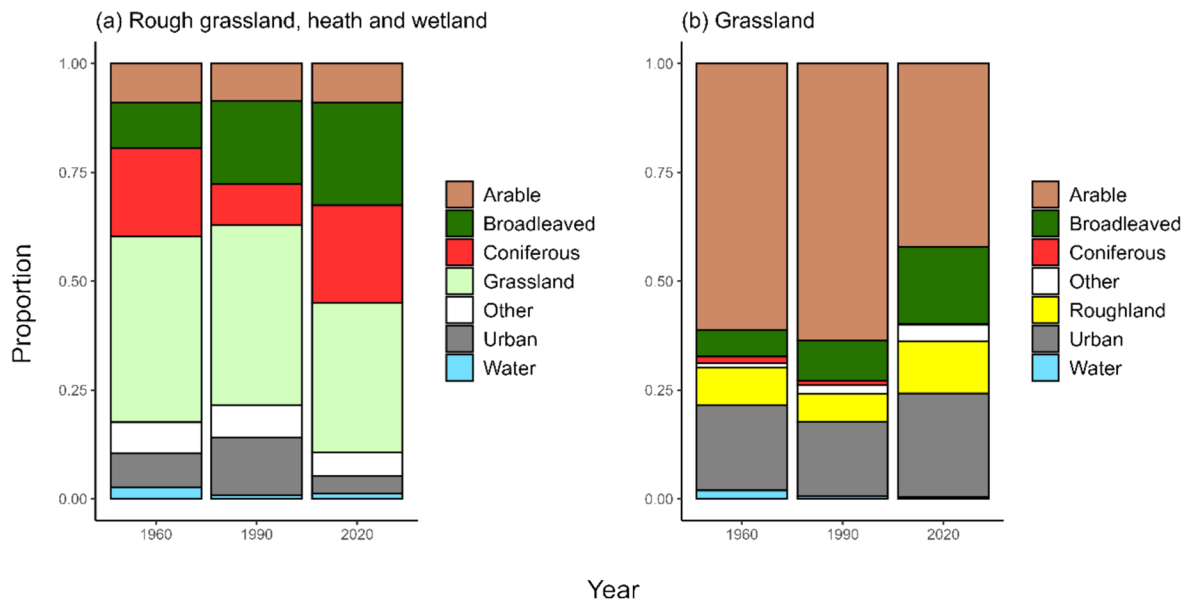 (a) Rough grassland, heath and wetland
1.00
0.75
0.50
0.25
0.00
Proportion
1960 1990 2020
Arable
Broadleaved
Coniferous
Grassland
Other
Urban
Water
(b) Grassland
1.00
0.75
0.50
0.25
0.00
1960 1990 2020
Arable
Broadleaved
Coniferous
Other
Roughland
Urban
Water
Year